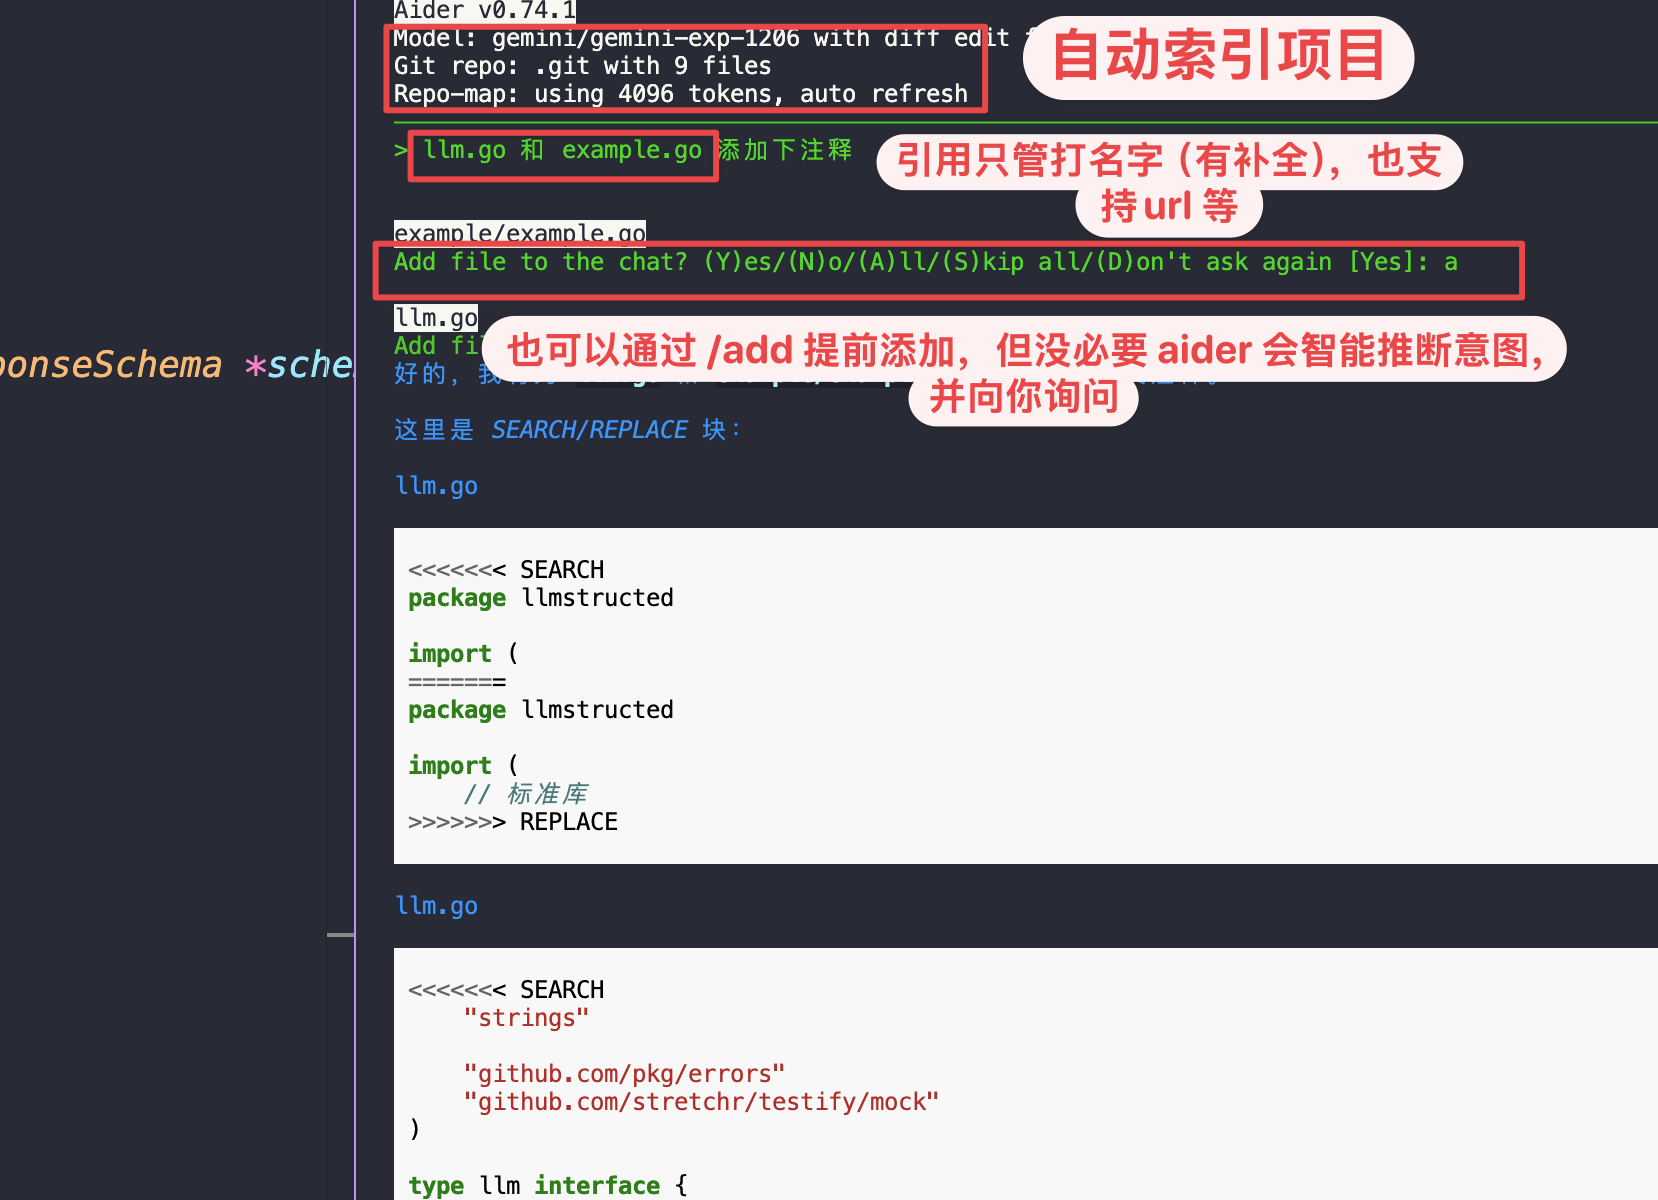 Aider v0.74.1
Model: gemini/gemini-exp-1206 with diff edit
自动索引项目
Git repo: .git with 9 files
Repo-map: using 4096 tokens, auto refresh
> llm.go 和 example.go 添加下注释
引用只管打名字（有补全），也支
持 url 等
example/example.go
Add file to the chat? (Y)es/(N)o/(A)ll/(S)kip all/(D)on't ask again [Yes]: a
llm.go
Add
也可以通过 /add 提前添加，但没必要 aider 会智能推断意图，
并向你询问
ponseSchema *sche
好的，我
这里是 SEARCH/REPLACE 块：
llm.go
<<<<<<< SEARCH
package llmstructed
import (
=======
package llmstructed
import (
// 标准库
>>>>>>> REPLACE
llm.go
<<<<<<< SEARCH
"strings"
"github.com/pkg/errors"
"github.com/stretchr/testify/mock"
)
type llm interface {